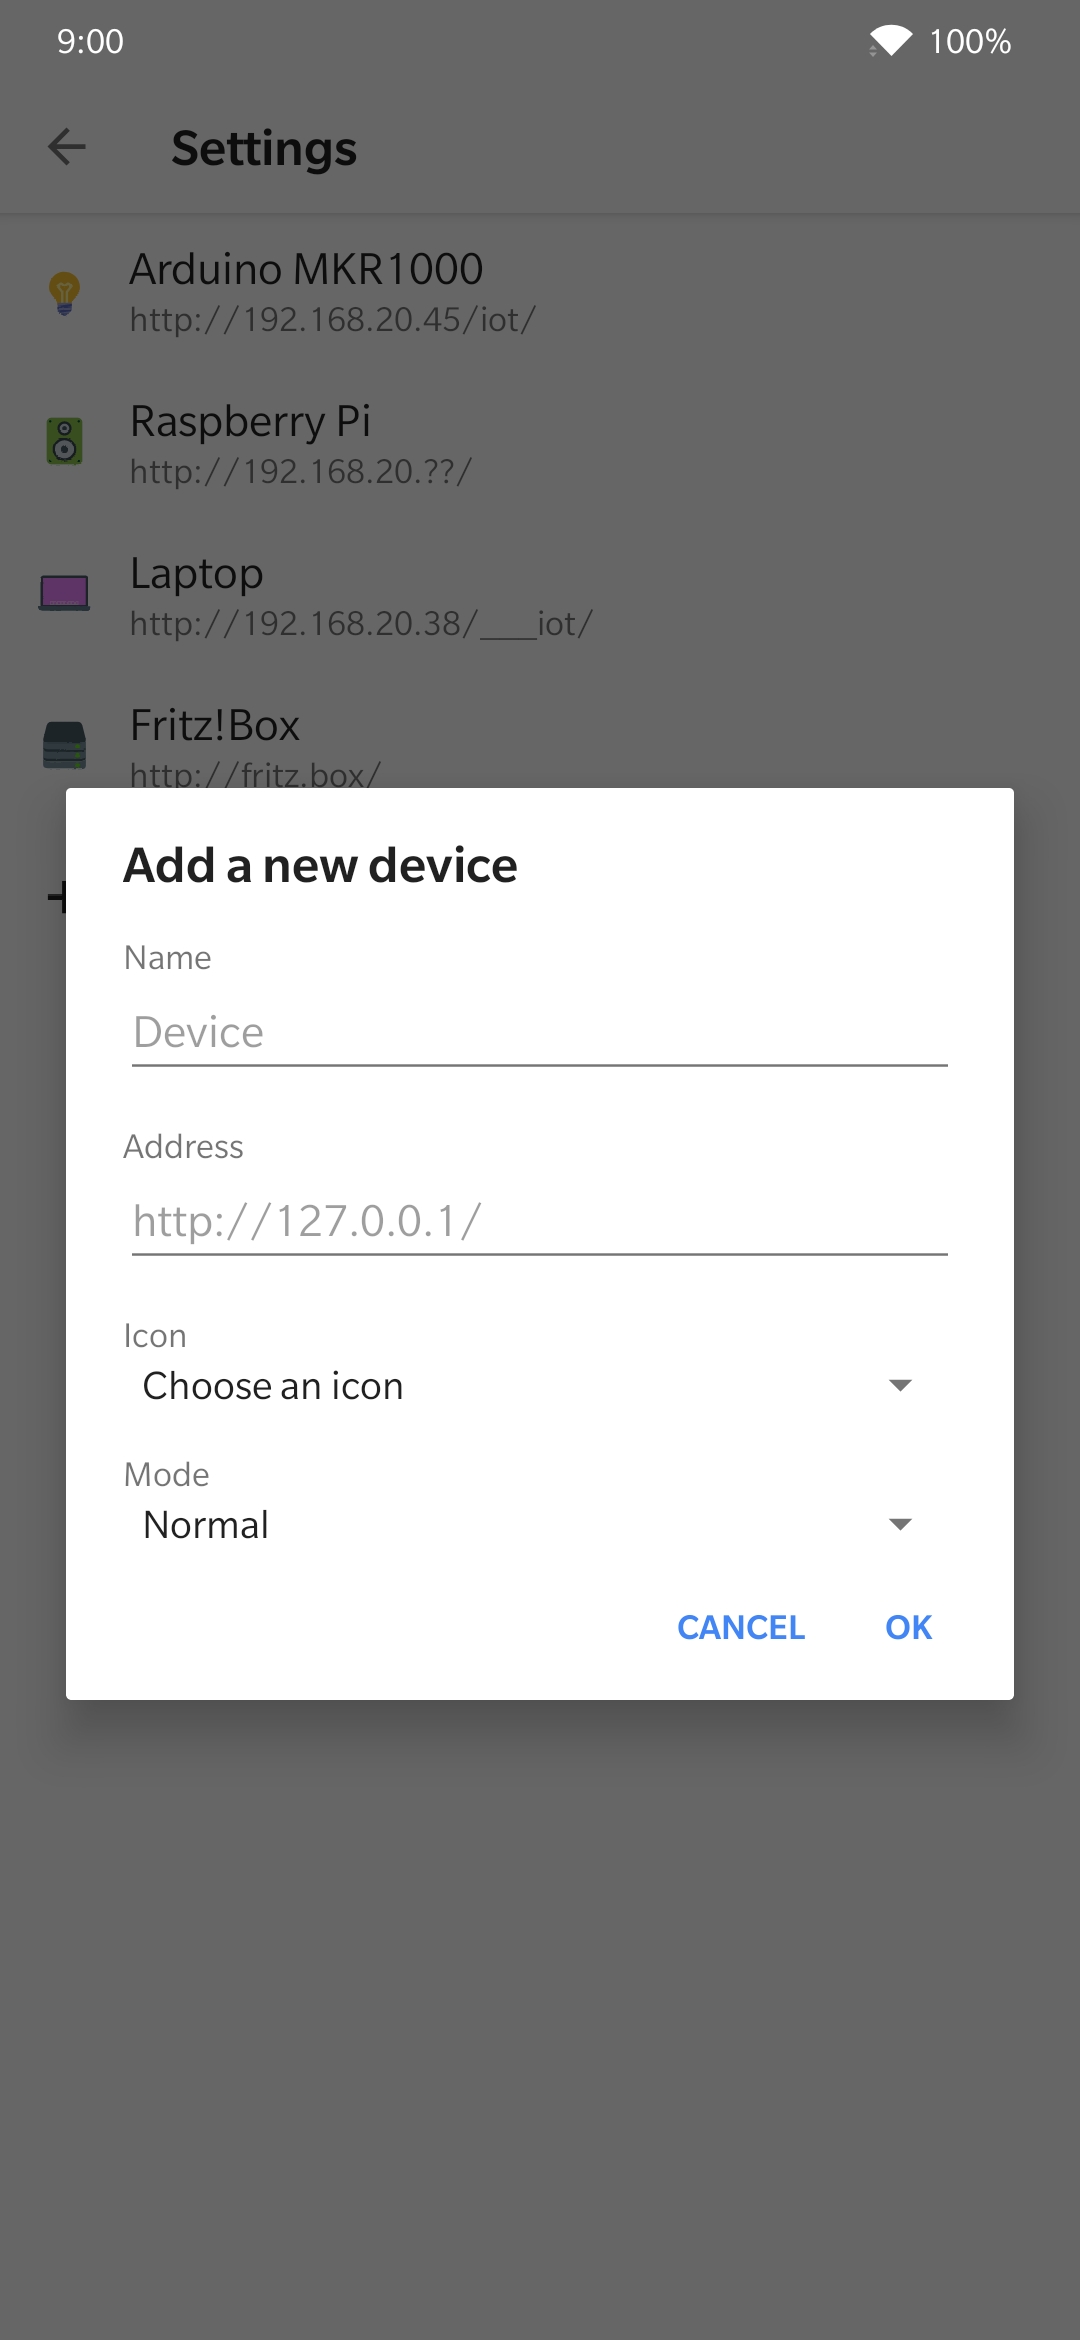 9:00
100%
Settings
Arduino MKR1000
http://192.168.20.45/iot/
Raspberry Pi
http://192.168.20.??/
Laptop
http://192.168.20.38/___iot/
Fritz!Box
http://fritz.box/
Add a new device
Name
Device
Address
http://127.0.0.1/
Icon
Choose an icon
Mode
Normal
CANCEL
OK